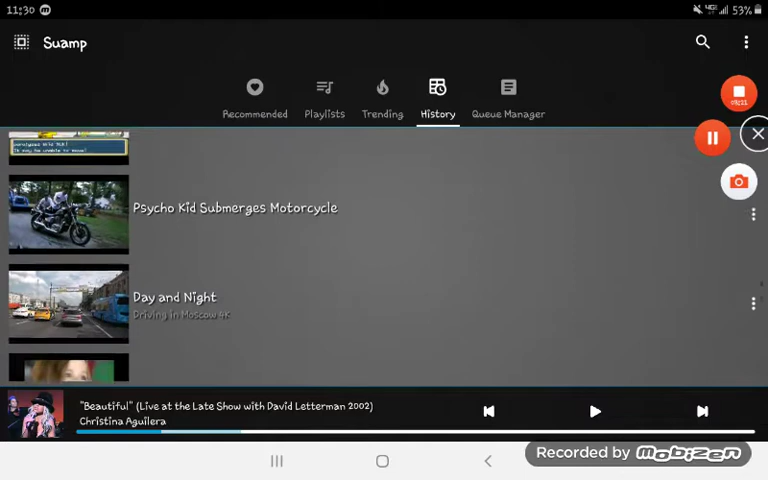 11:30 53%
Suamp
Recommended Playlists Trending History Queue Manager
Psycho Kid Submerges Motorcycle
Day and Night
Driving in Moscow 4K
"Beautiful" (Live at the Late Show with David Letterman 2002)
Christina Aguilera
Recorded by mobizen